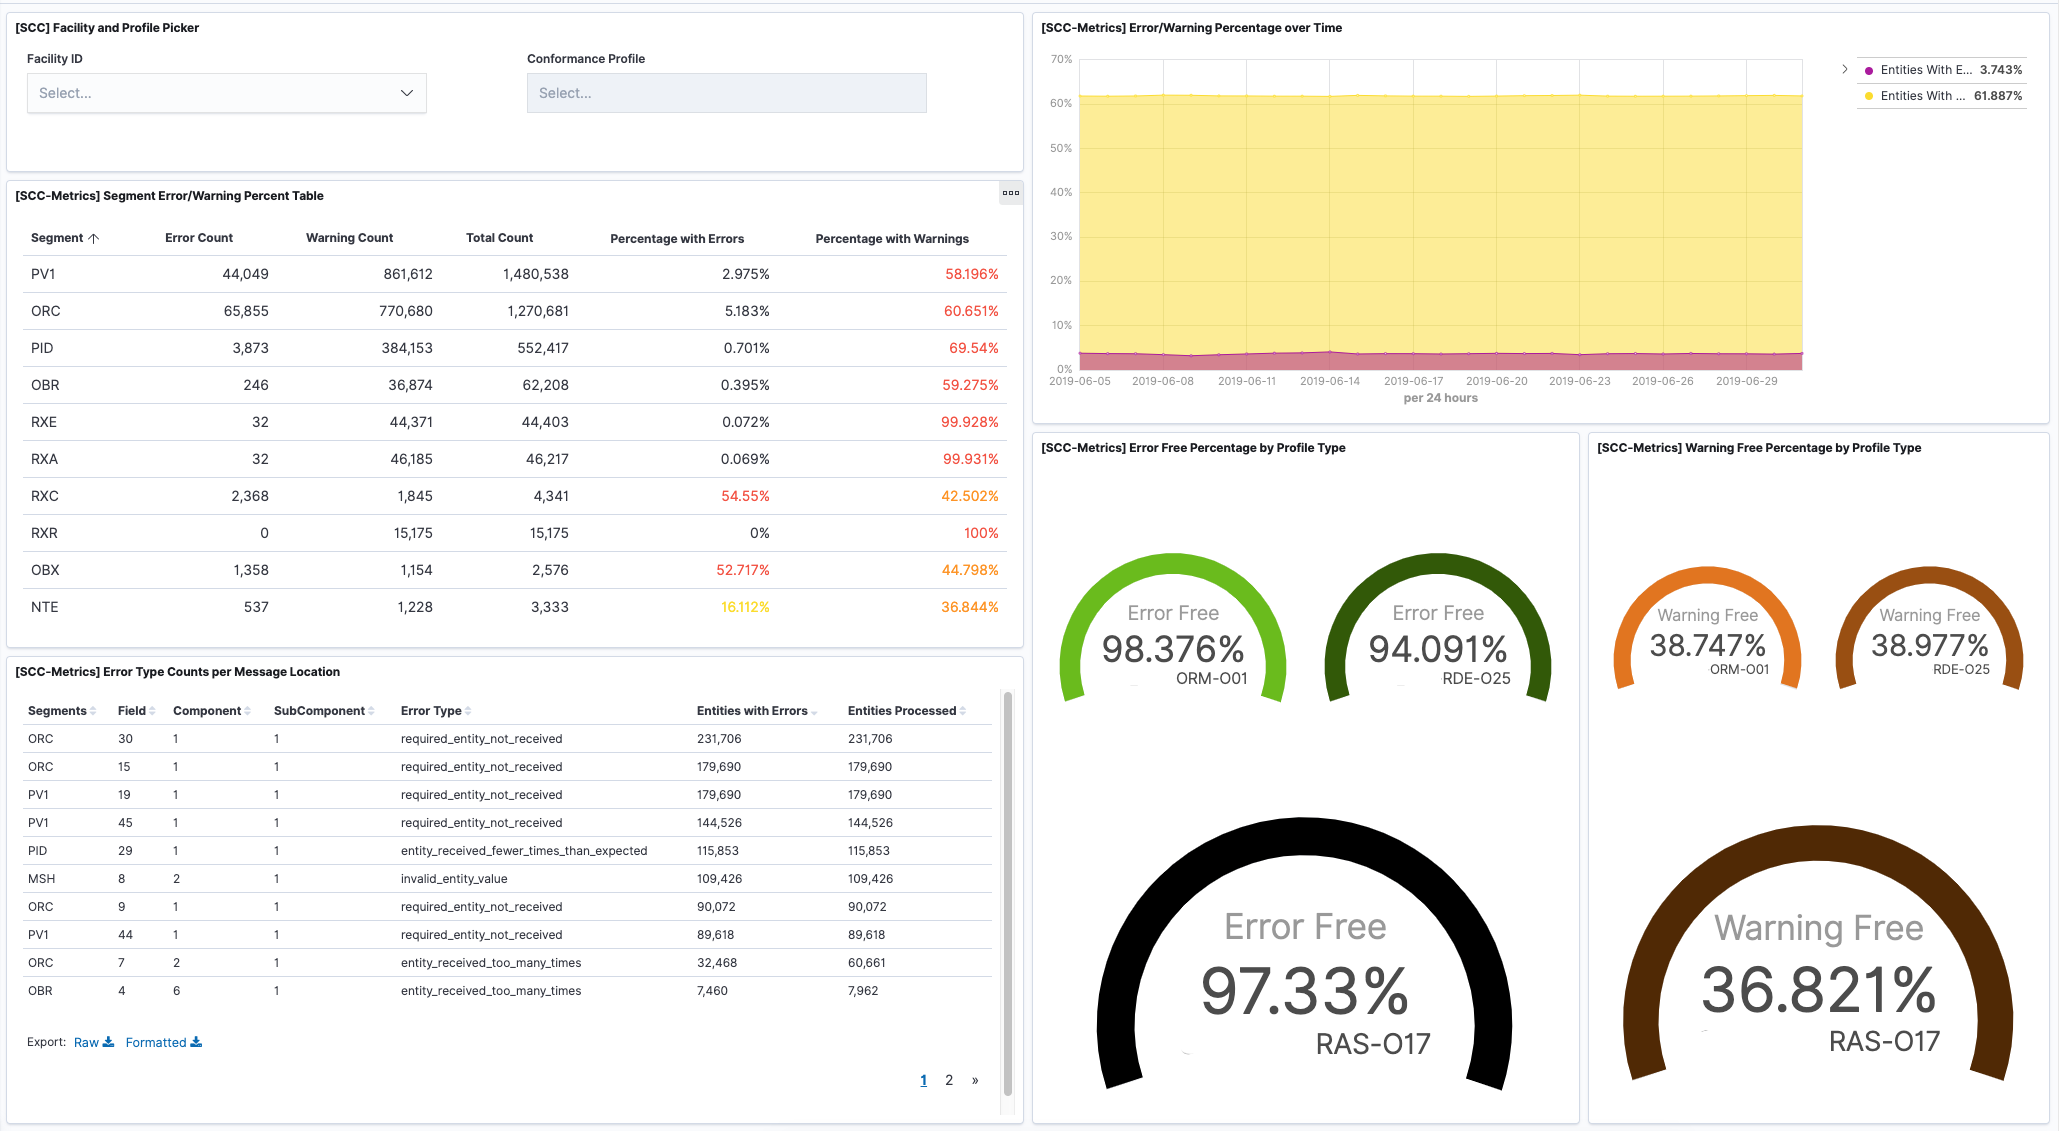 [SCC] Facility and Profile Picker
Facility ID
Conformance Profile
Select...
Select...
[SCC-Metrics] Segment Error/Warning Percent Table
Segment Error Count Warning Count Total Count Percentage with Errors Percentage with Warnings
PV1 44,049 861,612 1,480,538 2.975% 58.196%
ORC 65,855 770,680 1,270,681 5.183% 60.651%
PID 3,873 384,153 552,417 0.701% 69.54%
OBR 246 36,874 62,208 0.395% 59.275%
RXE 32 44,371 44,403 0.072% 99.928%
RXA 32 46,185 46,217 0.069% 99.931%
RXC 2,368 1,845 4,341 54.55% 42.502%
RXR 0 15,175 15,175 0% 100%
OBX 1,358 1,154 2,576 52.717% 44.798%
NTE 537 1,228 3,333 16.112% 36.844%
[SCC-Metrics] Error Type Counts per Message Location
Segments Field Component SubComponent Error Type Entities with Errors Entities Processed
ORC 30 1 1 required_entity_not_received 231,706 231,706
ORC 15 1 1 required_entity_not_received 179,690 179,690
PV1 19 1 1 required_entity_not_received 179,690 179,690
PV1 45 1 1 required_entity_not_received 144,526 144,526
PID 29 1 1 entity_received_fewer_times_than_expected 115,853 115,853
MSH 8 2 1 invalid_entity_value 109,426 109,426
ORC 9 1 1 required_entity_not_received 90,072 90,072
PV1 44 1 1 required_entity_not_received 89,618 89,618
ORC 7 2 1 entity_received_too_many_times 32,468 60,661
OBR 4 6 1 entity_received_too_many_times 7,460 7,962
Export: Raw Formatted
1 2 »
[SCC-Metrics] Error/Warning Percentage over Time
70%
60%
50%
40%
30%
20%
10%
0%
2019-06-05 2019-06-08 2019-06-11 2019-06-14 2019-06-17 2019-06-20 2019-06-23 2019-06-26 2019-06-29
per 24 hours
Entities With E... 3.743%
Entities With ... 61.887%
[SCC-Metrics] Error Free Percentage by Profile Type
Error Free
98.376%
ORM-O01
Error Free
94.091%
RDE-O25
Error Free
97.33%
RAS-O17
[SCC-Metrics] Warning Free Percentage by Profile Type
Warning Free
38.747%
ORM-O01
Warning Free
38.977%
RDE-O25
Warning Free
36.821%
RAS-O17